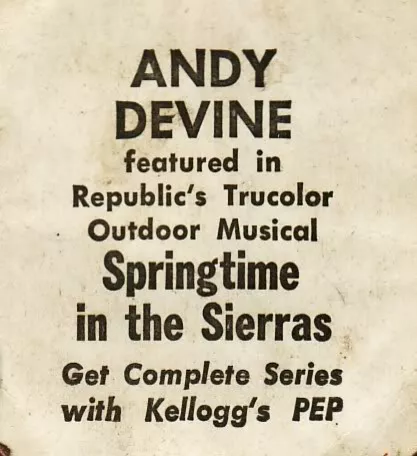 ANDY
DEVINE
featured in
Republic's Trucolor
Outdoor Musical
Springtime
in the Sierras
Get Complete Series
with Kellogg's PEP